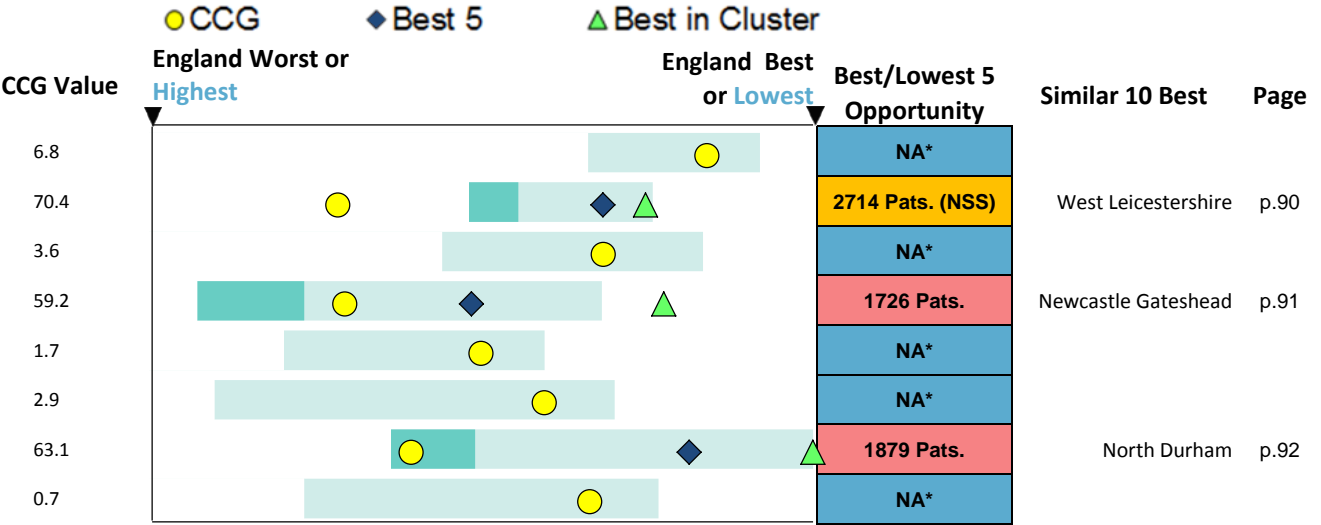 CCG Best 5 Best in Cluster
CCG Value
England Worst or
Highest
England Best
or Lowest
Best/Lowest 5
Opportunity
Similar 10 Best
Page
6.8 NA*
70.4 2714 Pats. (NSS) West Leicestershire p.90
3.6 NA*
59.2 1726 Pats. Newcastle Gateshead p.91
1.7 NA*
2.9 NA*
63.1 1879 Pats. North Durham p.92
0.7 NA*